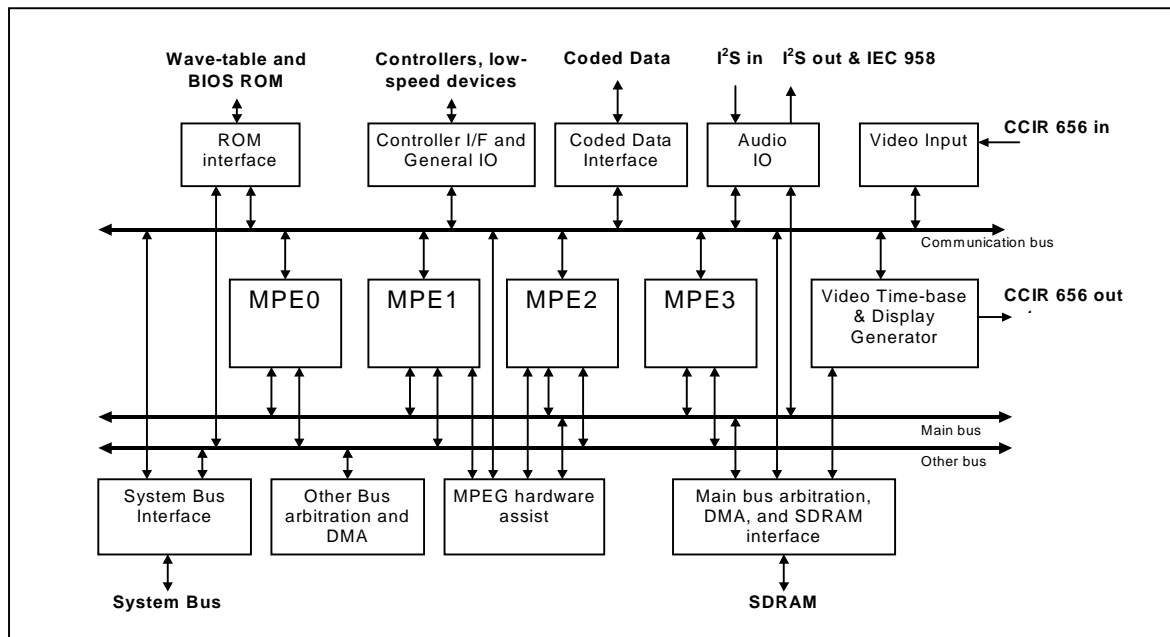 Wave-table and
BIOS ROM
Controllers, low-
speed devices
Coded Data
I²S in
I²S out & IEC 958
CCIR 656 in
ROM
interface
Controller I/F and
General IO
Coded Data
Interface
Audio
IO
Video Input
Communication bus
MPE0
MPE1
MPE2
MPE3
Video Time-base
& Display
Generator
CCIR 656 out
Main bus
Other bus
System Bus
Interface
Other Bus
arbitration and
DMA
MPEG hardware
assist
Main bus arbitration,
DMA, and SDRAM
interface
System Bus
SDRAM